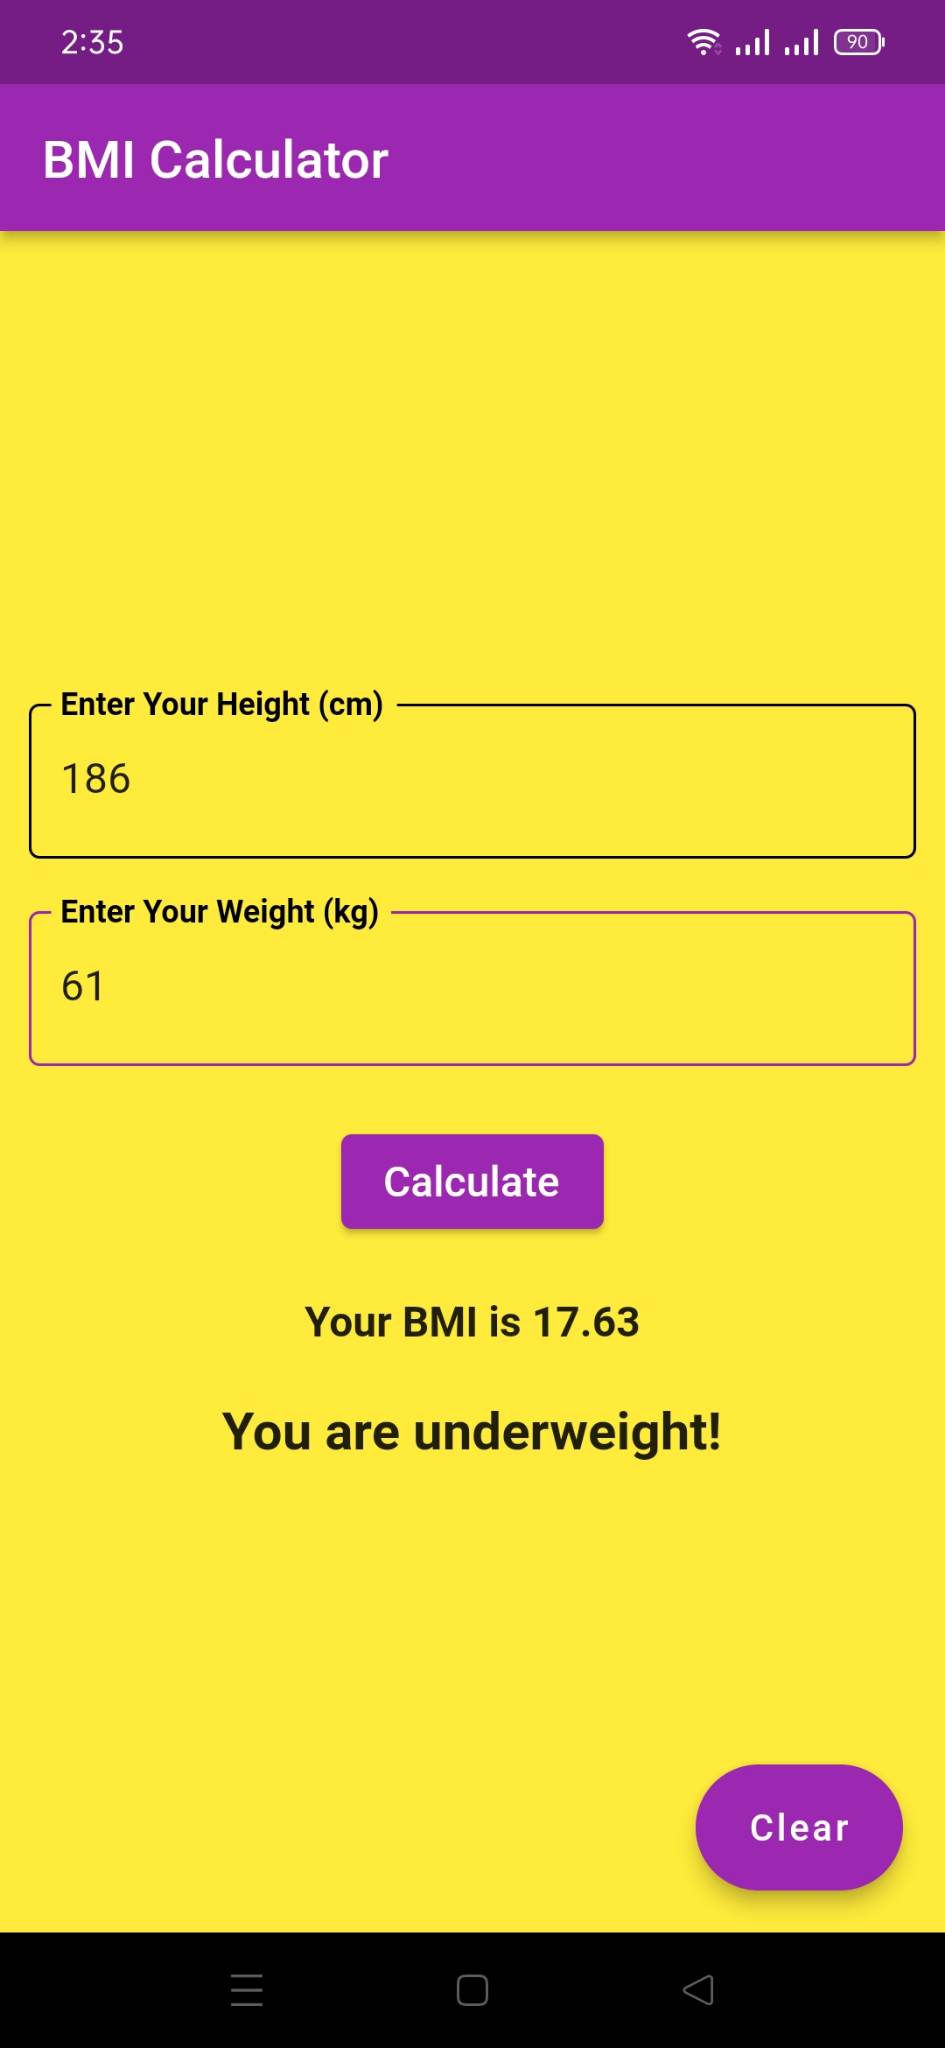 2:35
90
BMI Calculator
Enter Your Height (cm)
186
Enter Your Weight (kg)
61
Calculate
Your BMI is 17.63
You are underweight!
Clear